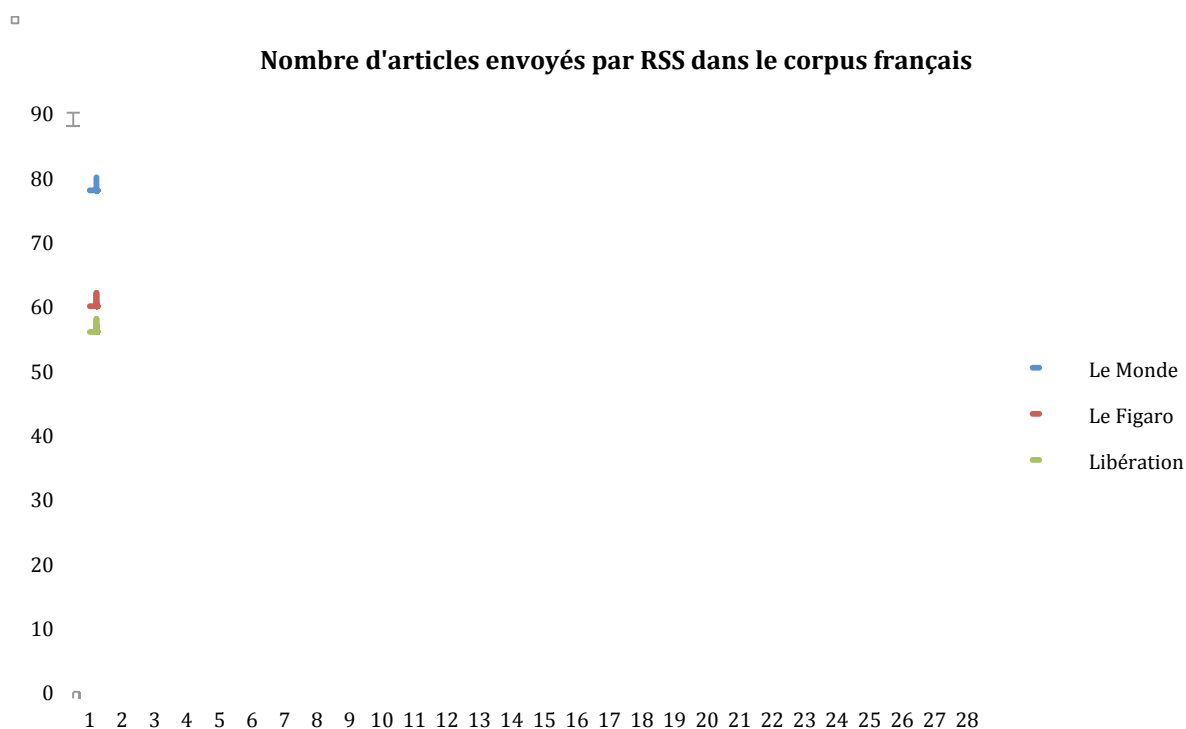 Nombre d'articles envoyés par RSS dans le corpus français
90
80
70
60
50
40
30
20
10
0
1 2 3 4 5 6 7 8 9 10 11 12 13 14 15 16 17 18 19 20 21 22 23 24 25 26 27 28
Le Monde
Le Figaro
Libération